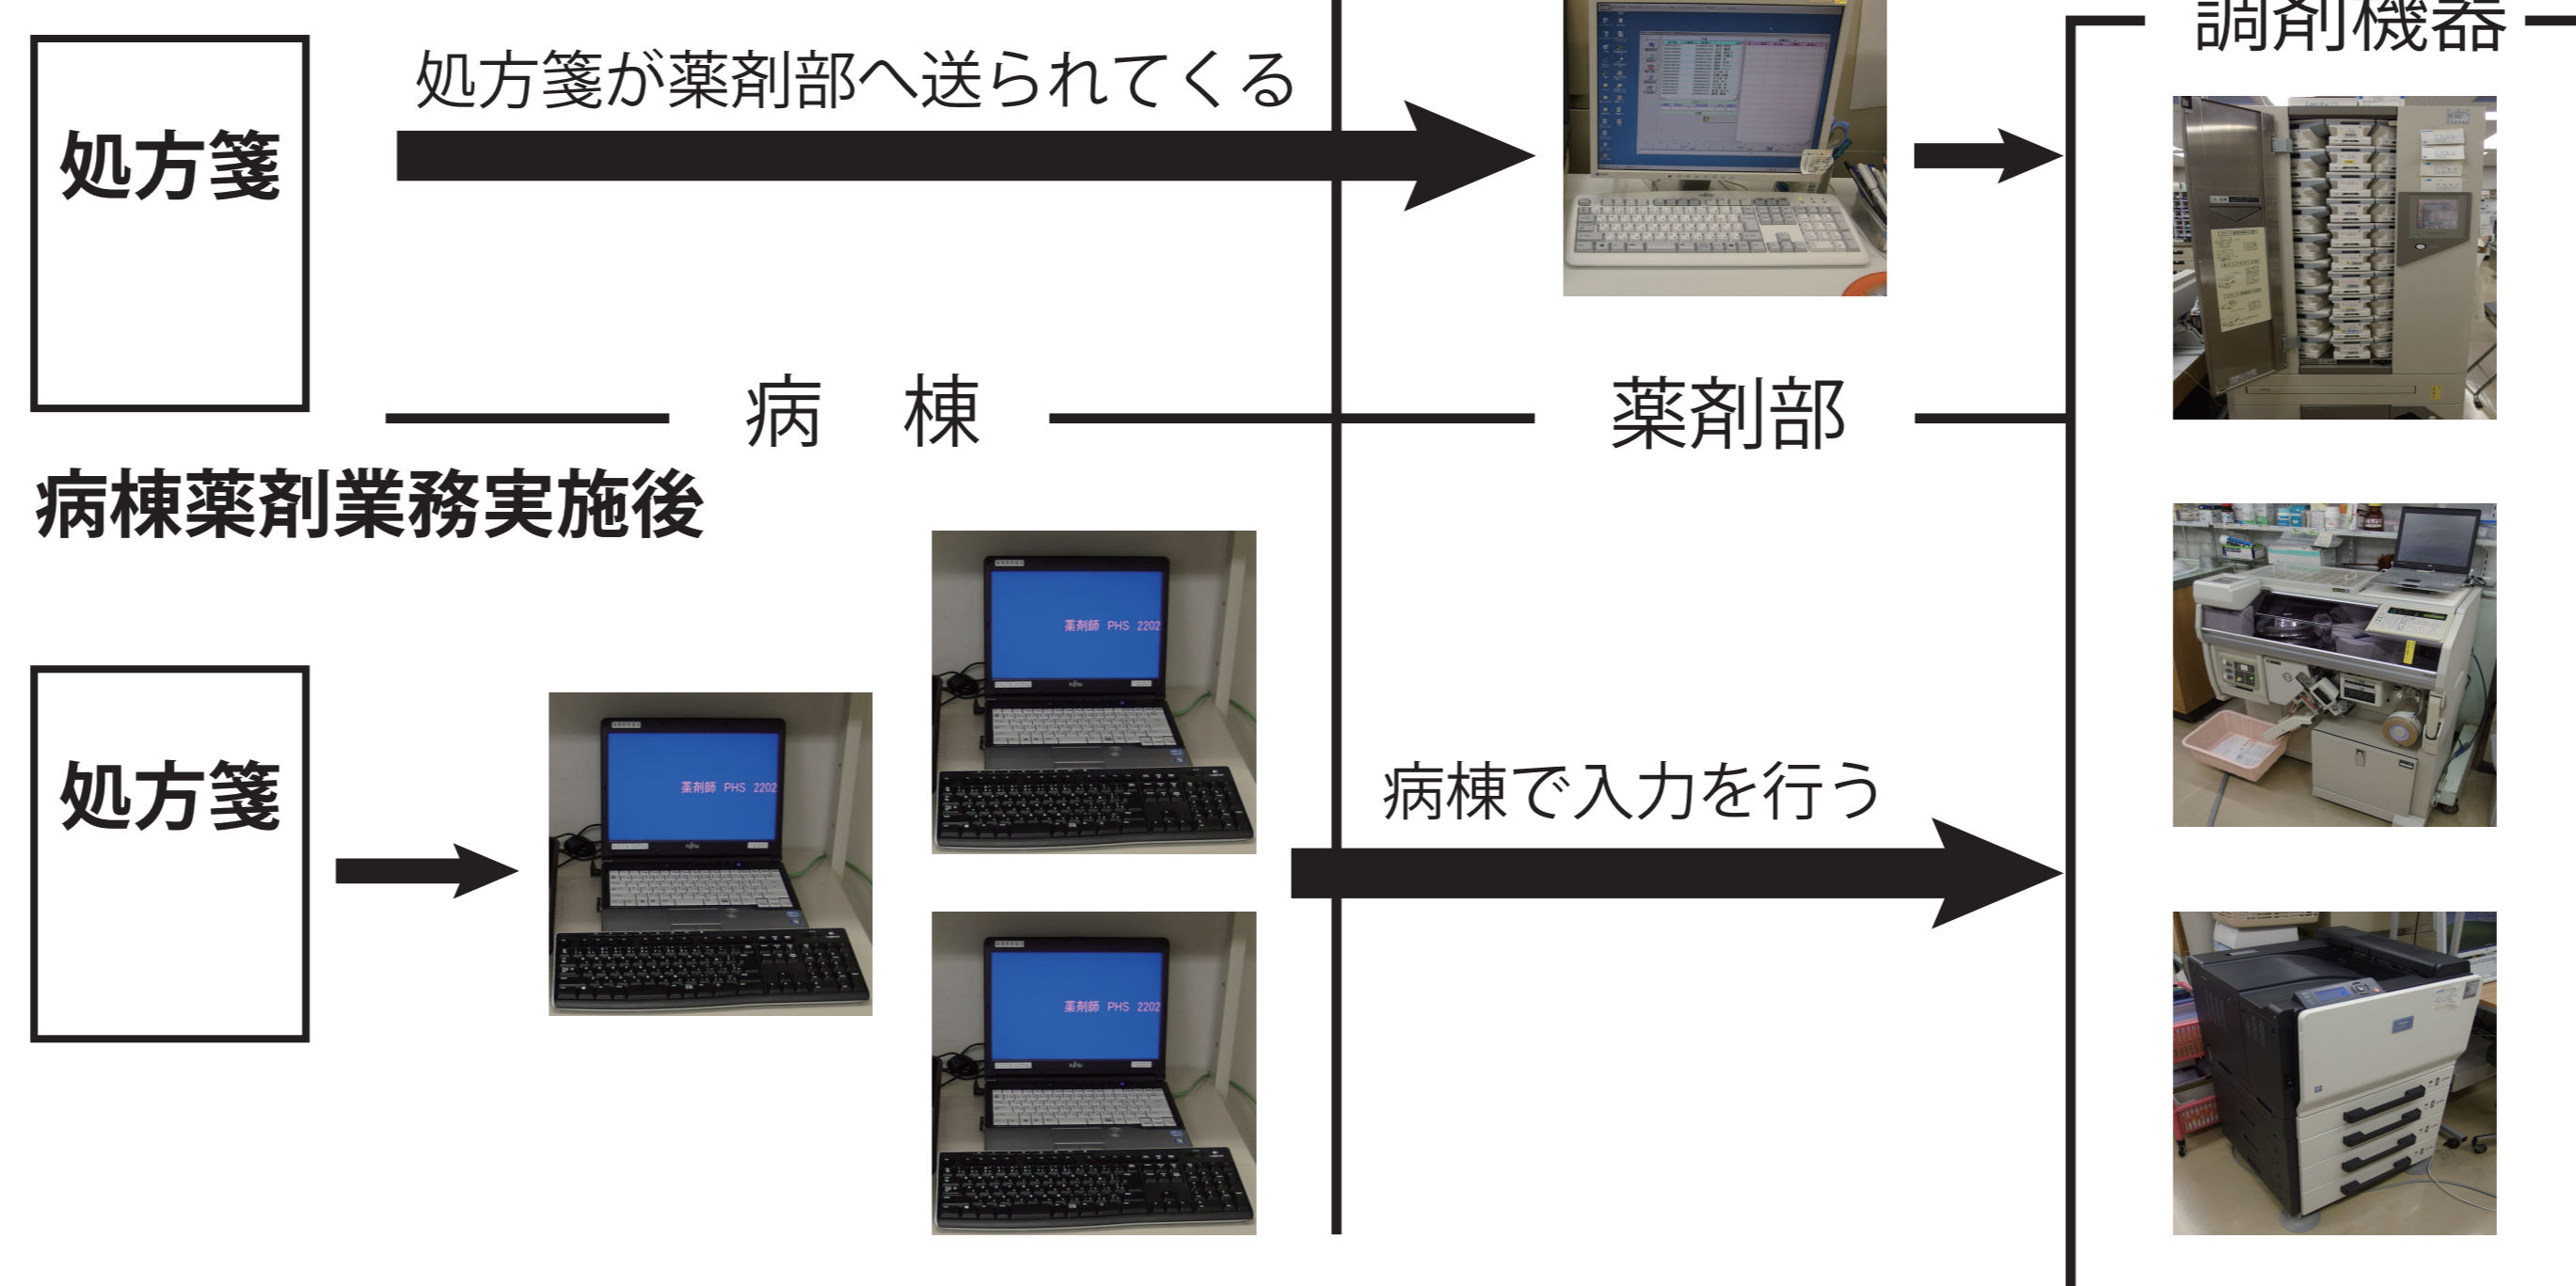 調剤機器
処方箋が薬剤部へ送られてくる
処方箋
病 棟
薬剤部
病棟薬剤業務実施後
薬剤師 PHS 2202
処方箋
薬剤師 PHS 2202
病棟で入力を行う
薬剤師 PHS 2202